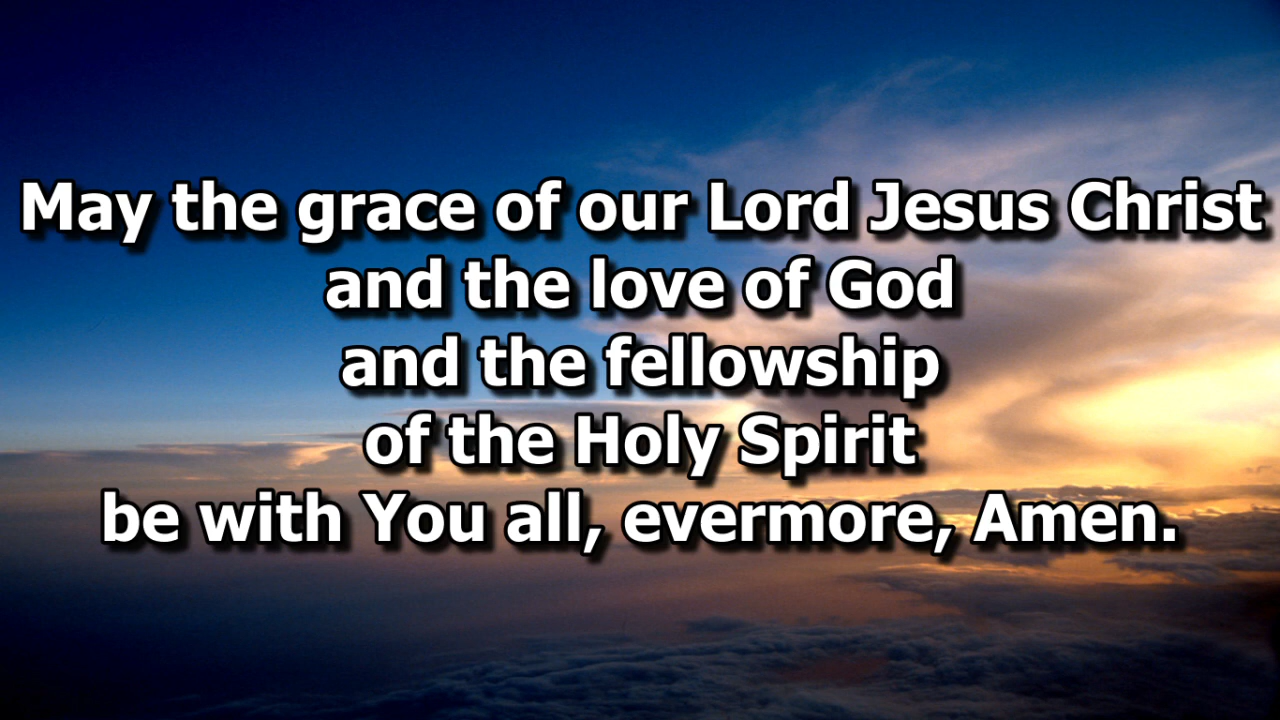 May the grace of our Lord Jesus Christ
and the love of God
and the fellowship
of the Holy Spirit
be with You all, evermore, Amen.